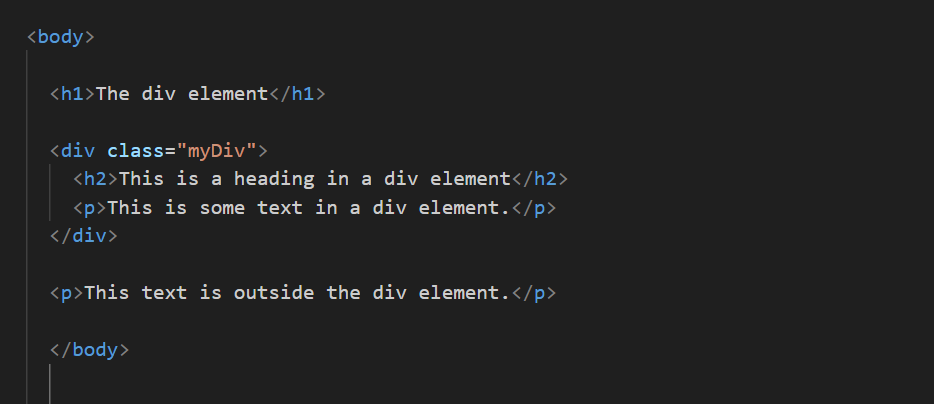 <body>
<h1>The div element</h1>
<div class="myDiv">
<h2>This is a heading in a div element</h2>
<p>This is some text in a div element.</p>
</div>
<p>This text is outside the div element.</p>
</body>